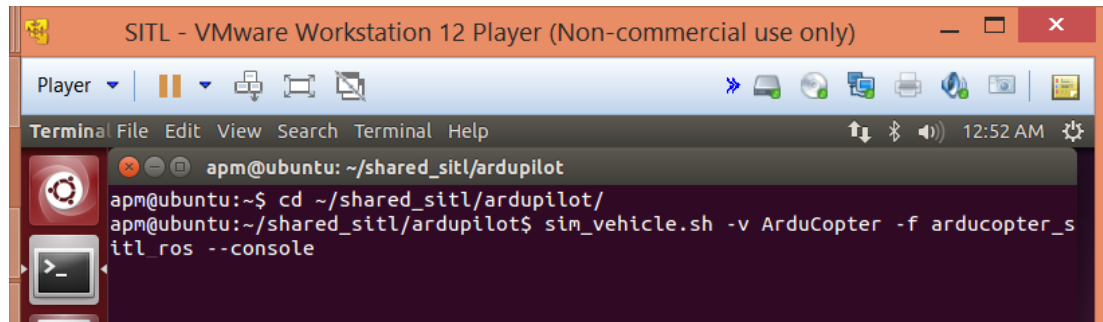 SITL - VMware Workstation 12 Player (Non-commercial use only)
Player
Terminal File Edit View Search Terminal Help 12:52 AM
apm@ubuntu: ~/shared_sitl/ardupilot
apm@ubuntu:~$ cd ~/shared_sitl/ardupilot/
apm@ubuntu:~/shared_sitl/ardupilot$ sim_vehicle.sh -v ArduCopter -f arducopter_s
itl_ros --console